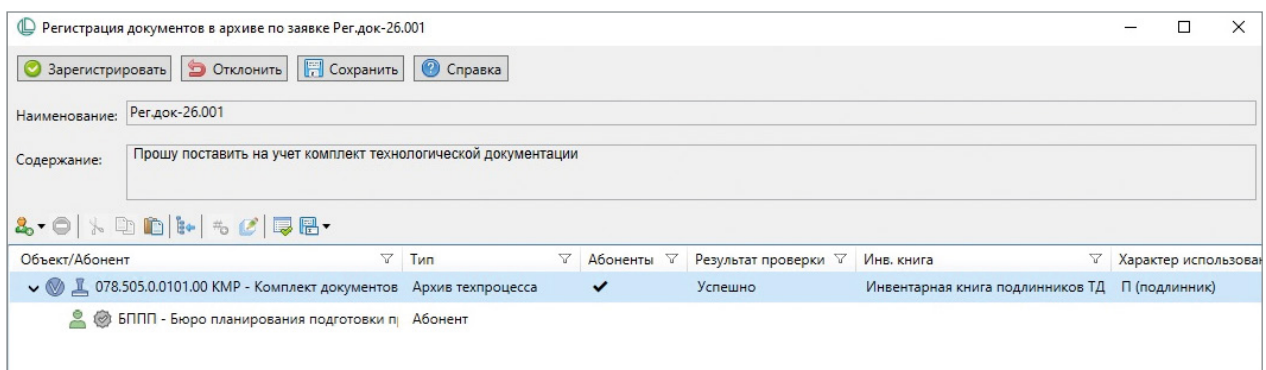 Регистрация документов в архиве по заявке Рег.док-26.001
Зарегистрировать Отклонить Сохранить Справка
Наименование: Рег.док-26.001
Содержание: Прошу поставить на учет комплект технологической документации
Объект/Абонент Тип Абоненты Результат проверки Инв. книга Характер использован
078.505.0.0101.00 КМР - Комплект документов Архив техпроцесса Успешно Инвентарная книга подлинников ТД П (подлинник)
БППП - Бюро планирования подготовки п Абонент